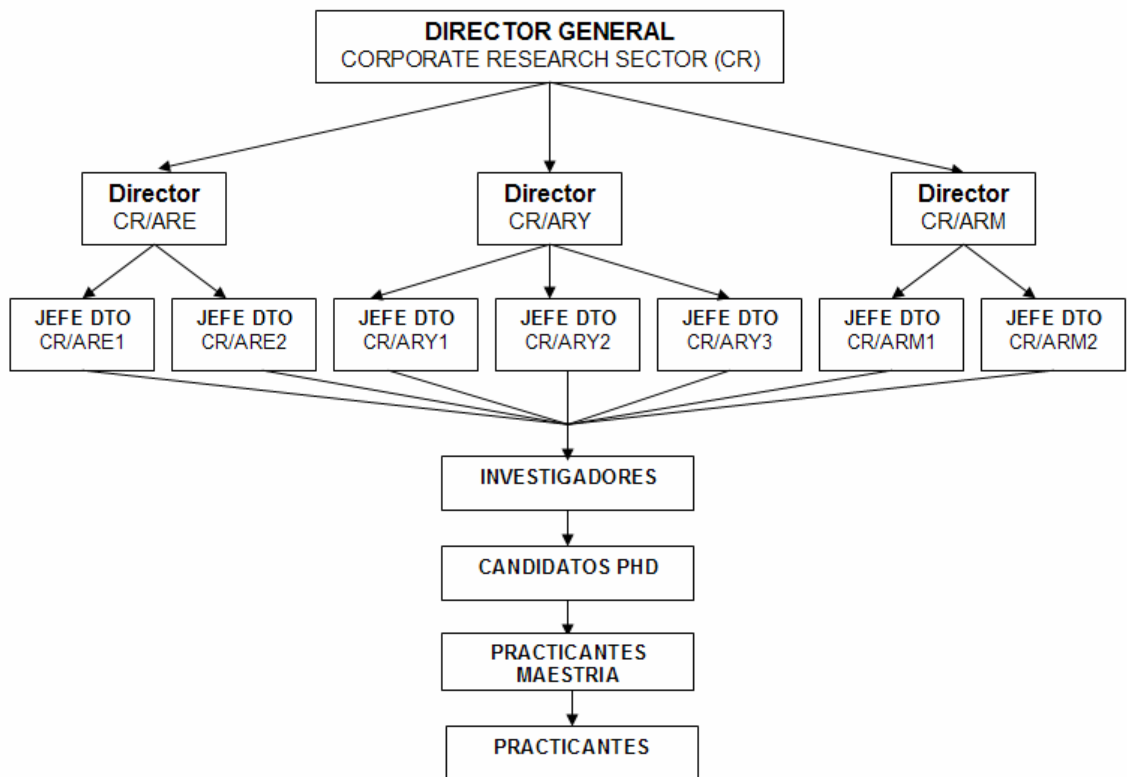 DIRECTOR GENERAL
CORPORATE RESEARCH SECTOR (CR)
Director
CR/ARE
Director
CR/ARY
Director
CR/ARM
JEFE DTO
CR/ARE1
JEFE DTO
CR/ARE2
JEFE DTO
CR/ARY1
JEFE DTO
CR/ARY2
JEFE DTO
CR/ARY3
JEFE DTO
CR/ARM1
JEFE DTO
CR/ARM2
INVESTIGADORES
CANDIDATOS PHD
PRACTICANTES
MAESTRIA
PRACTICANTES